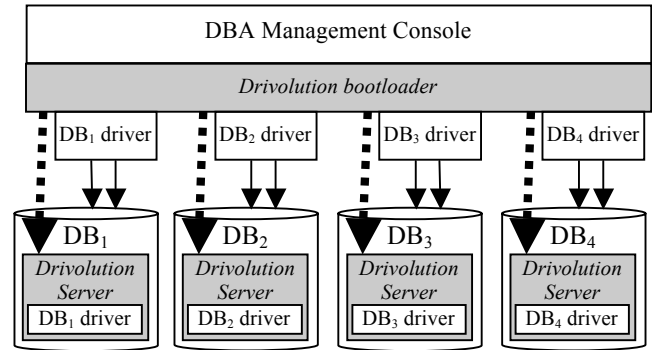 DBA Management Console
Drivolution bootloader
DB₁ driver DB₂ driver DB₃ driver DB₄ driver
DB₁ DB₂ DB₃ DB₄
Drivolution Drivolution Drivolution Drivolution
Server Server Server Server
DB₁ driver DB₂ driver DB₃ driver DB₄ driver